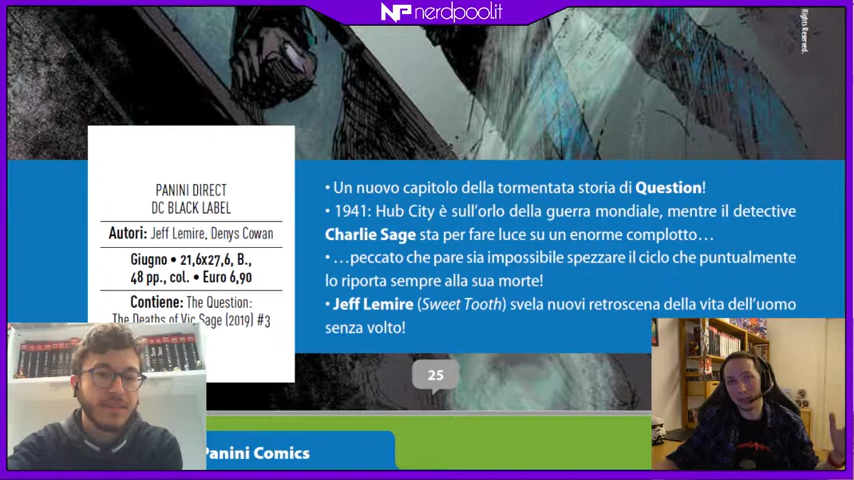 NP nerdpool.it
Rights Reserved.
PANINI DIRECT
DC BLACK LABEL
Autori: Jeff Lemire, Denys Cowan
Giugno • 21,6x27,6, B.,
48 pp., col. • Euro 6,90
Contiene: The Question:
The Deaths of Vic Sage (2019) #3
• Un nuovo capitolo della tormentata storia di Question!
• 1941: Hub City è sull'orlo della guerra mondiale, mentre il detective
Charlie Sage sta per fare luce su un enorme complotto…
• …peccato che pare sia impossibile spezzare il ciclo che puntualmente
lo riporta sempre alla sua morte!
• Jeff Lemire (Sweet Tooth) svela nuovi retroscena della vita dell'uomo
senza volto!
25
Panini Comics